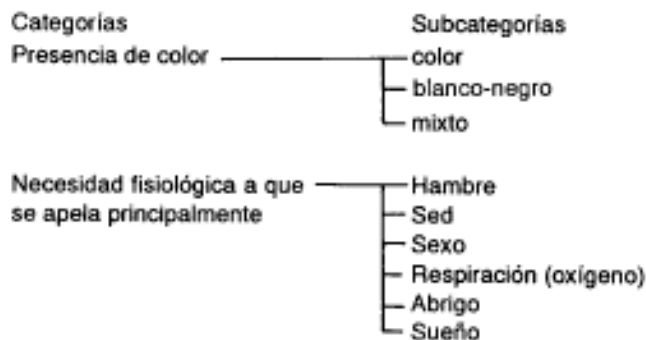 Categorías Subcategorías
Presencia de color color
blanco-negro
mixto
Necesidad fisiológica a que Hambre
se apela principalmente Sed
Sexo
Respiración (oxígeno)
Abrigo
Sueño